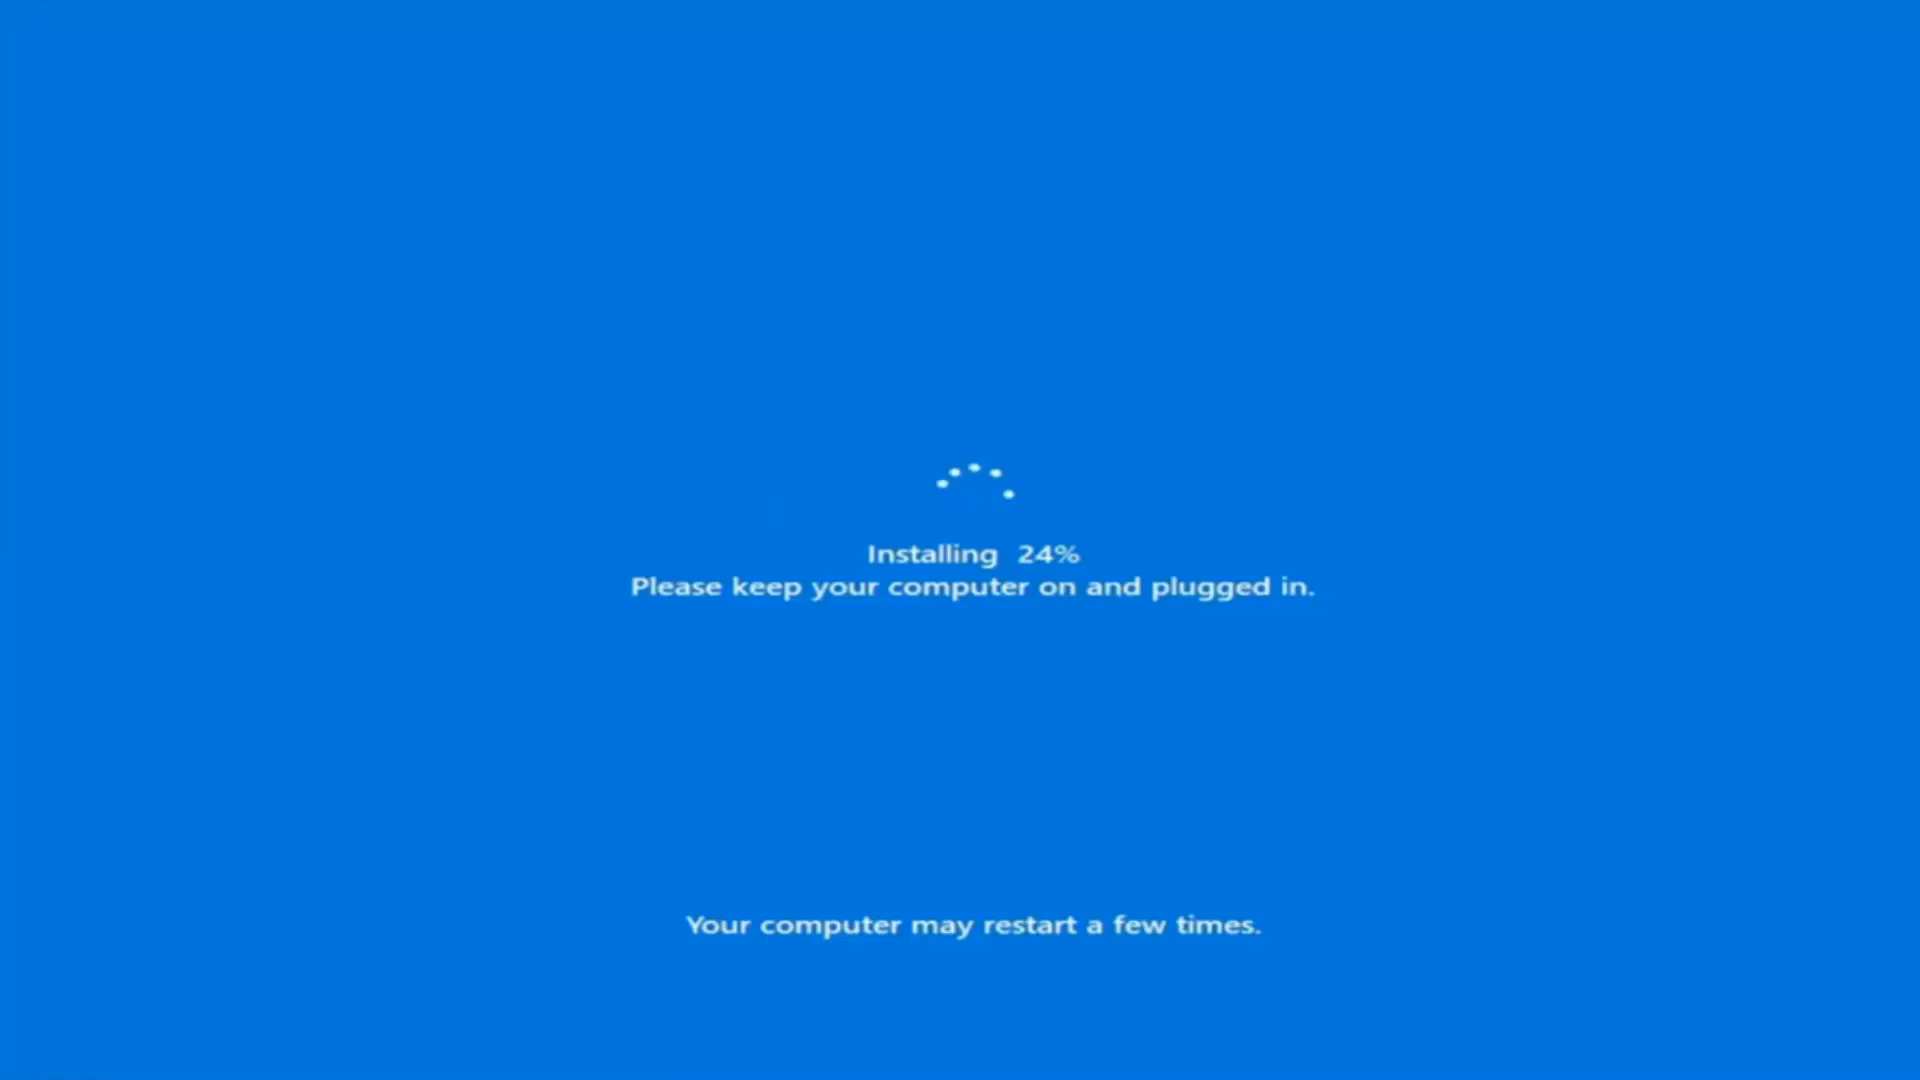 Installing 24%
Please keep your computer on and plugged in.
Your computer may restart a few times.